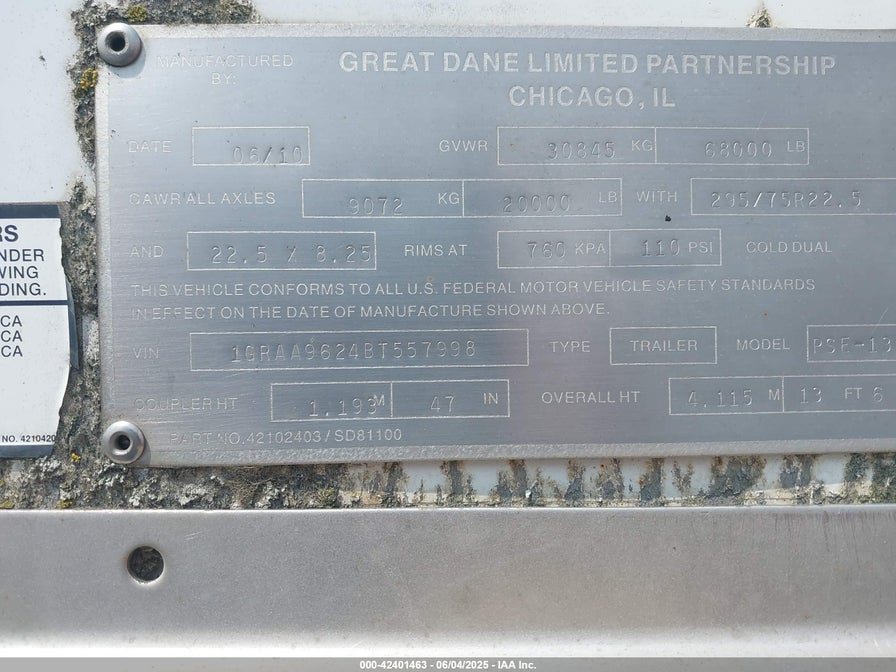 MANUFACTURED BY: GREAT DANE LIMITED PARTNERSHIP
CHICAGO, IL
DATE 06/10 GVWR 30845 KG 68000 LB
GAWR ALL AXLES 9072 KG 20000 LB WITH 295/75R22.5
AND 22.5 X 8.25 RIMS AT 760 KPA 110 PSI COLD DUAL
THIS VEHICLE CONFORMS TO ALL U.S. FEDERAL MOTOR VEHICLE SAFETY STANDARDS
IN EFFECT ON THE DATE OF MANUFACTURE SHOWN ABOVE.
VIN 1GRAA9624BT557998 TYPE TRAILER MODEL PSE-13
COUPLER HT 1.193 M 47 IN OVERALL HT 4.115 M 13 FT 6
PART NO. 42102403 / SD81100
RS
NDER
WING
DING.
CA
CA
CA
NO. 4210420
000-42401463 - 06/04/2025 - IAA Inc.